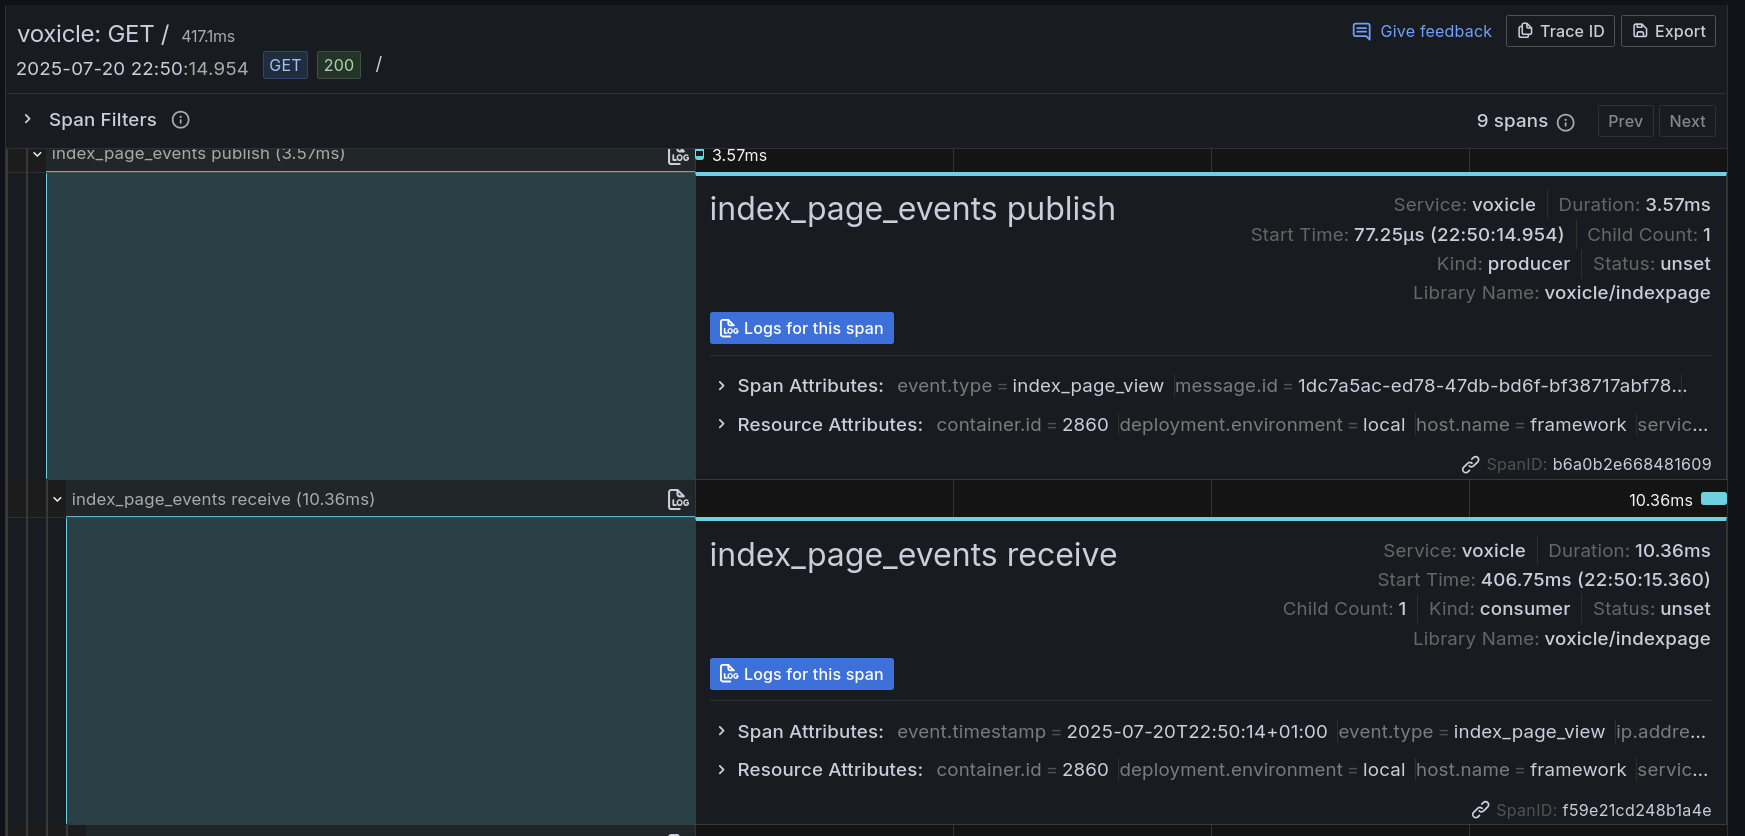 voxicle: GET / 417.1ms
Give feedback Trace ID Export
2025-07-20 22:50:14.954 GET 200 /
Span Filters
9 spans Prev Next
index_page_events publish (3.57ms) LOG 3.57ms
index_page_events publish
Service: voxicle Duration: 3.57ms
Start Time: 77.25μs (22:50:14.954) Child Count: 1
Kind: producer Status: unset
Library Name: voxicle/indexpage
LOG Logs for this span
Span Attributes: event.type = index_page_view message.id = 1dc7a5ac-ed78-47db-bd6f-bf38717abf78...
Resource Attributes: container.id = 2860 deployment.environment = local host.name = framework servic...
SpanID: b6a0b2e668481609
index_page_events receive (10.36ms) LOG 10.36ms
index_page_events receive
Service: voxicle Duration: 10.36ms
Start Time: 406.75ms (22:50:15.360)
Child Count: 1 Kind: consumer Status: unset
Library Name: voxicle/indexpage
LOG Logs for this span
Span Attributes: event.timestamp = 2025-07-20T22:50:14+01:00 event.type = index_page_view ip.addre...
Resource Attributes: container.id = 2860 deployment.environment = local host.name = framework servic...
SpanID: f59e21cd248b1a4e